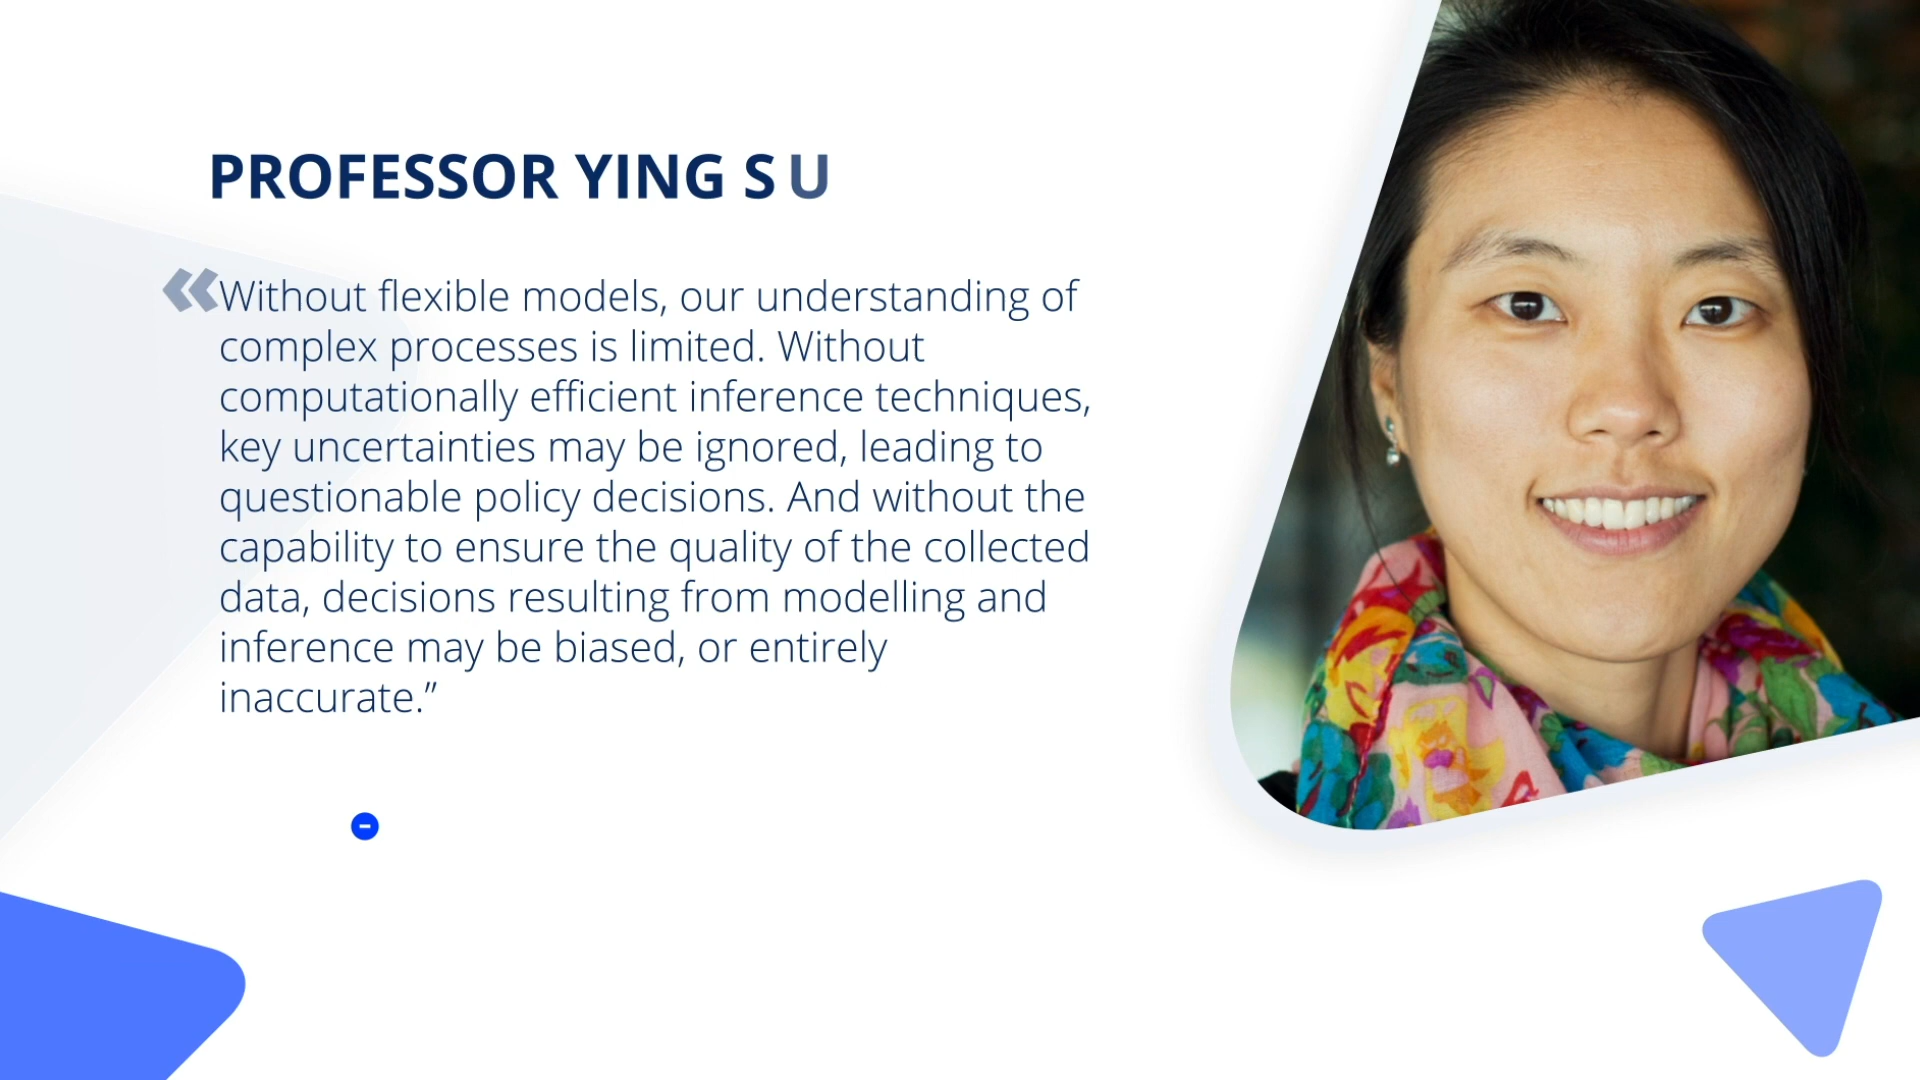 PROFESSOR YING SU
«Without flexible models, our understanding of
complex processes is limited. Without
computationally efficient inference techniques,
key uncertainties may be ignored, leading to
questionable policy decisions. And without the
capability to ensure the quality of the collected
data, decisions resulting from modelling and
inference may be biased, or entirely
inaccurate.”